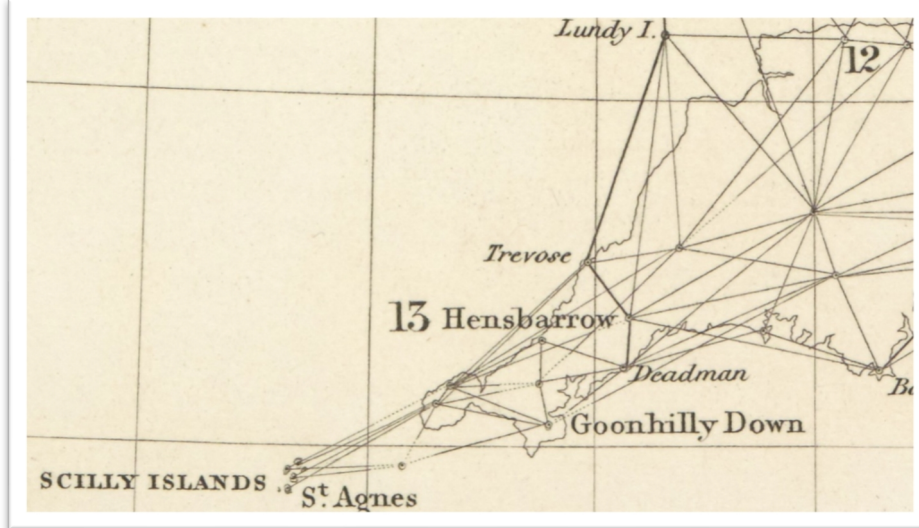 Lundy I.
12
Trevose
13 Hensbarrow
Deadman
Goonhilly Down
SCILLY ISLANDS
St. Agnes